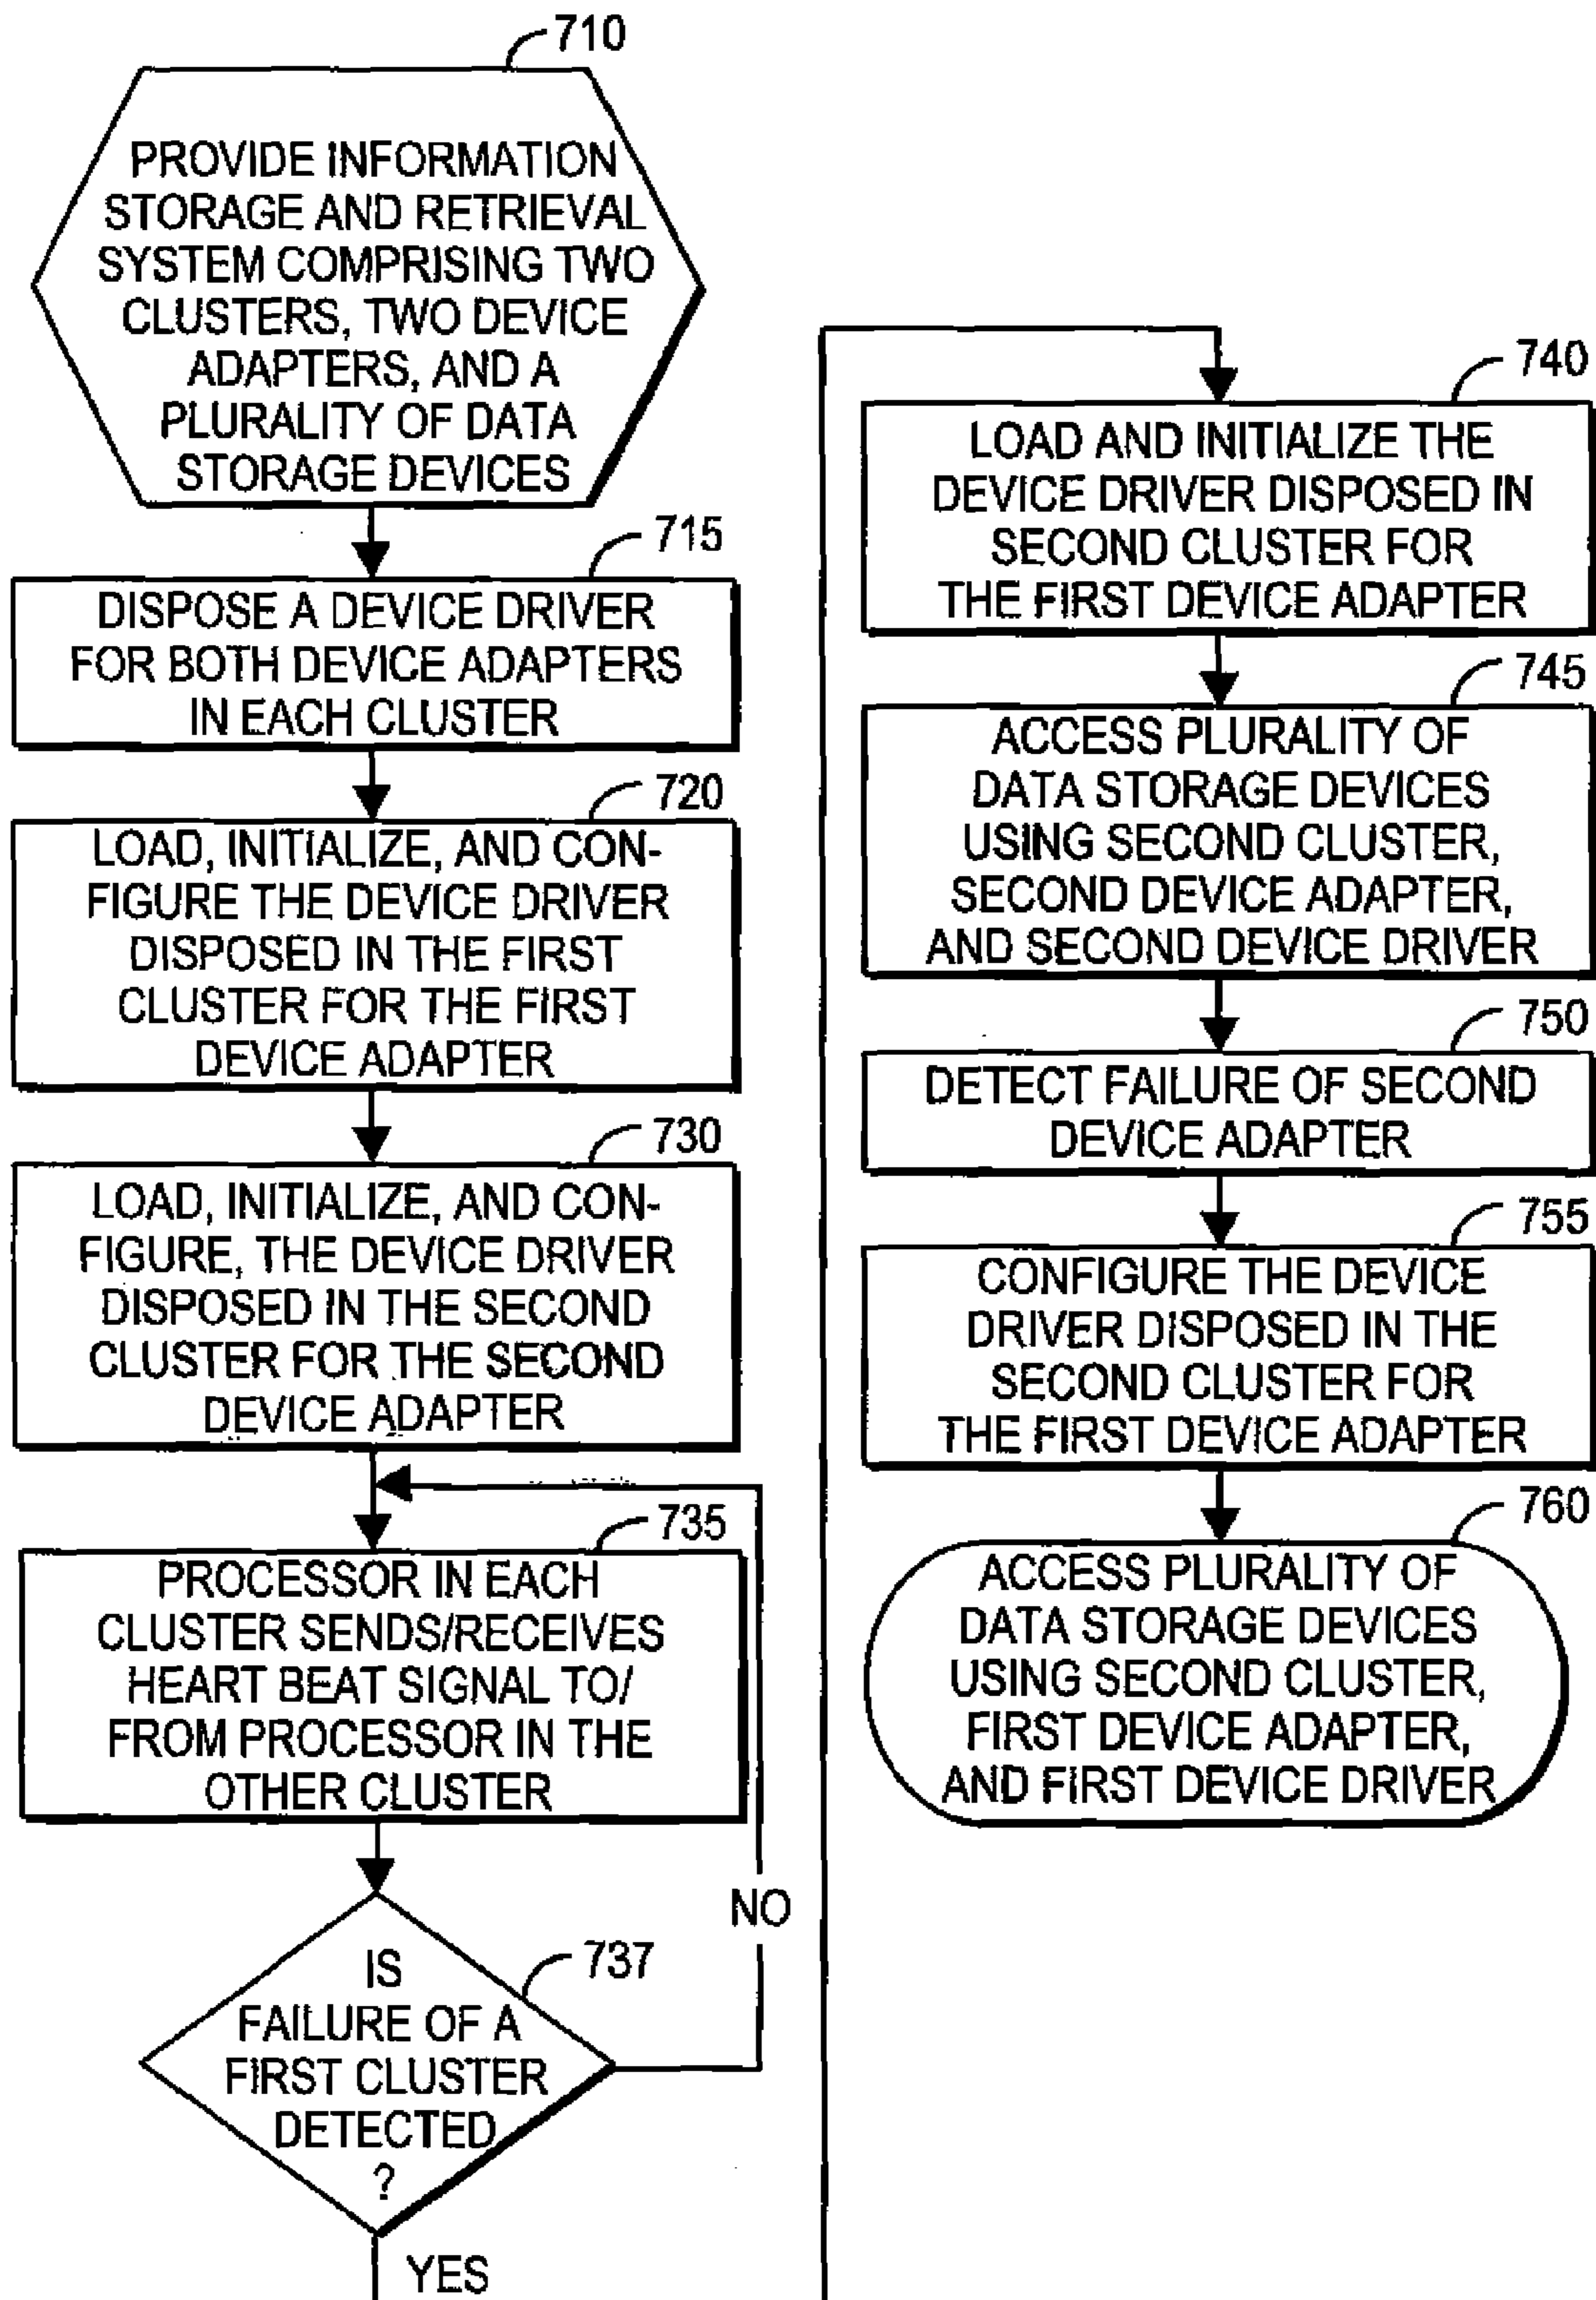 710
PROVIDE INFORMATION
STORAGE AND RETRIEVAL
SYSTEM COMPRISING TWO
CLUSTERS, TWO DEVICE
ADAPTERS, AND A
PLURALITY OF DATA
STORAGE DEVICES
715
DISPOSE A DEVICE DRIVER
FOR BOTH DEVICE ADAPTERS
IN EACH CLUSTER
720
LOAD, INITIALIZE, AND CON-
FIGURE THE DEVICE DRIVER
DISPOSED IN THE FIRST
CLUSTER FOR THE FIRST
DEVICE ADAPTER
730
LOAD, INITIALIZE, AND CON-
FIGURE, THE DEVICE DRIVER
DISPOSED IN THE SECOND
CLUSTER FOR THE SECOND
DEVICE ADAPTER
735
PROCESSOR IN EACH
CLUSTER SENDS/RECEIVES
HEART BEAT SIGNAL TO/
FROM PROCESSOR IN THE
OTHER CLUSTER
NO
737
IS
FAILURE OF A
FIRST CLUSTER
DETECTED
?
YES
740
LOAD AND INITIALIZE THE
DEVICE DRIVER DISPOSED IN
SECOND CLUSTER FOR
THE FIRST DEVICE ADAPTER
745
ACCESS PLURALITY OF
DATA STORAGE DEVICES
USING SECOND CLUSTER,
SECOND DEVICE ADAPTER,
AND SECOND DEVICE DRIVER
750
DETECT FAILURE OF SECOND
DEVICE ADAPTER
755
CONFIGURE THE DEVICE
DRIVER DISPOSED IN THE
SECOND CLUSTER FOR
THE FIRST DEVICE ADAPTER
760
ACCESS PLURALITY OF
DATA STORAGE DEVICES
USING SECOND CLUSTER,
FIRST DEVICE ADAPTER,
AND FIRST DEVICE DRIVER